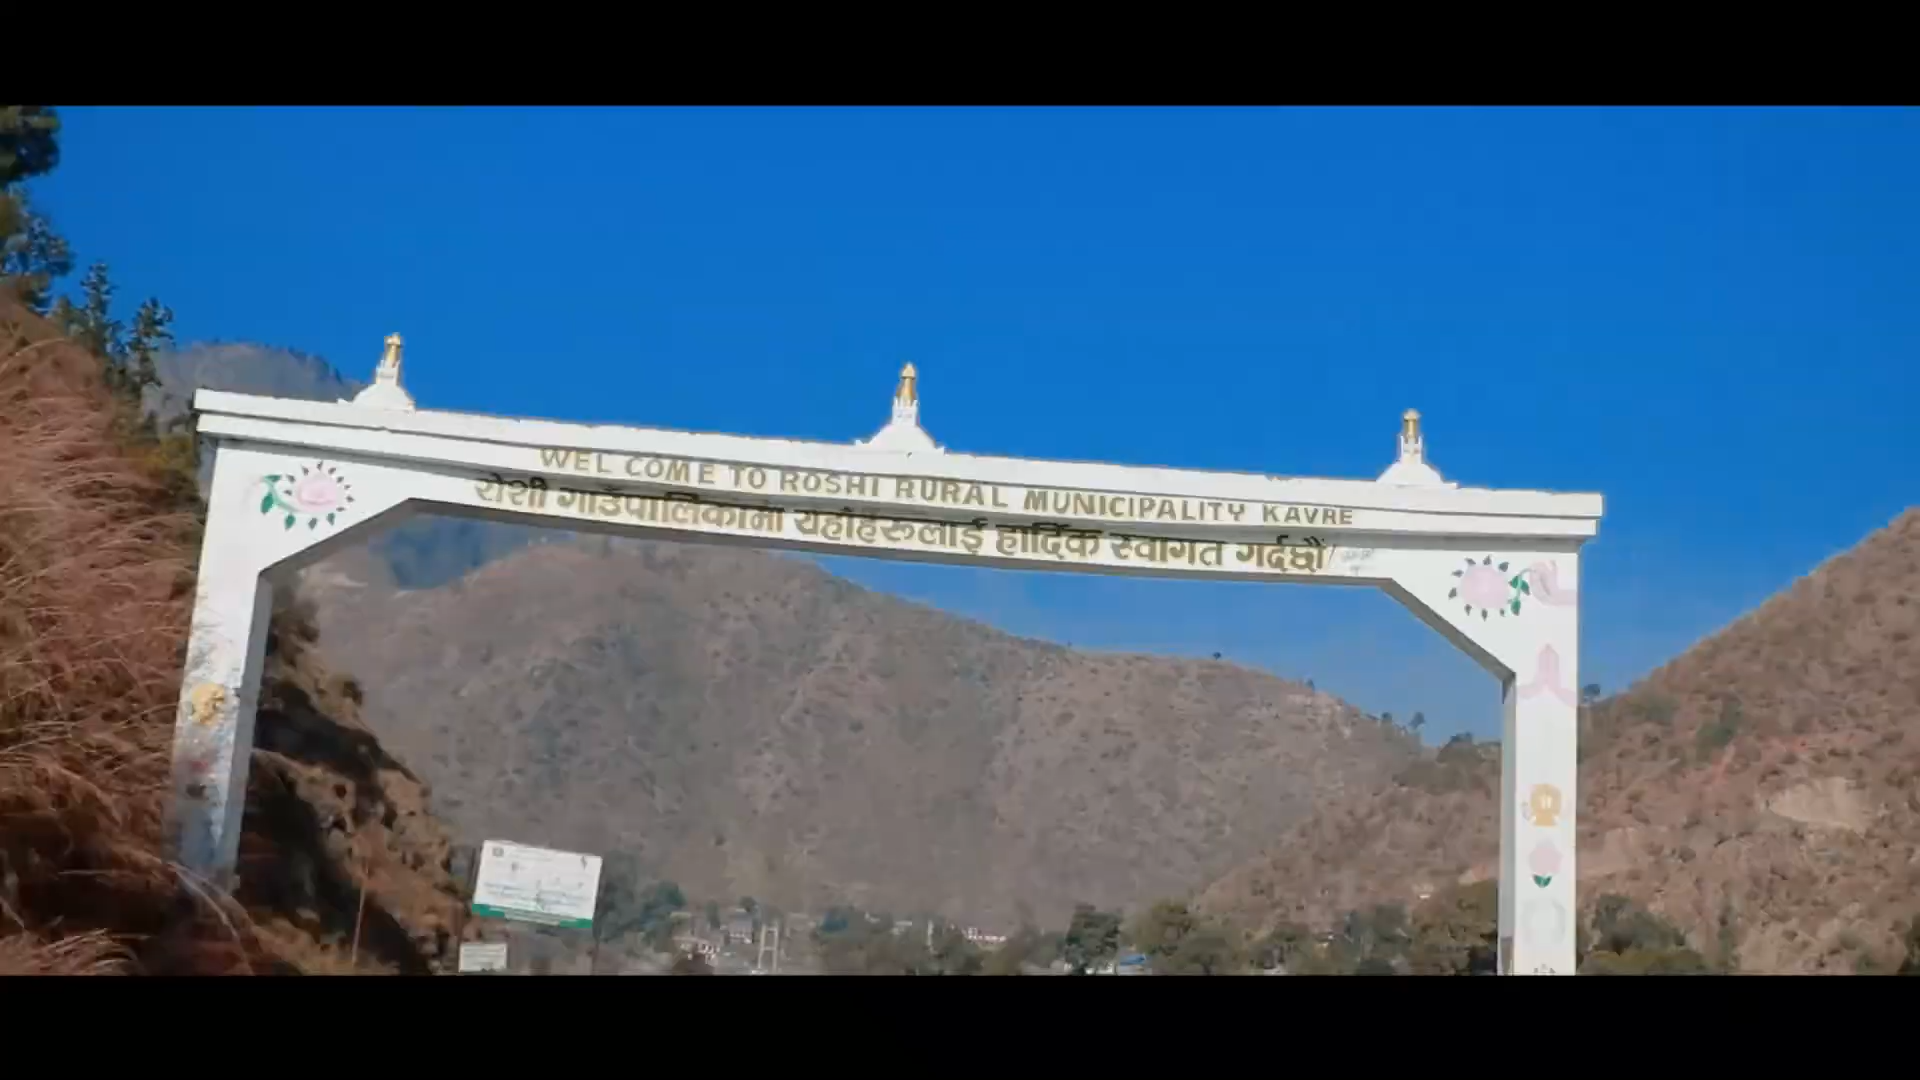 WEL COME TO ROSHI RURAL MUNICIPALITY KAVRE
रोशी गाउँपालिकामा यहाँहरूलाई हार्दिक स्वागत गर्दछौं